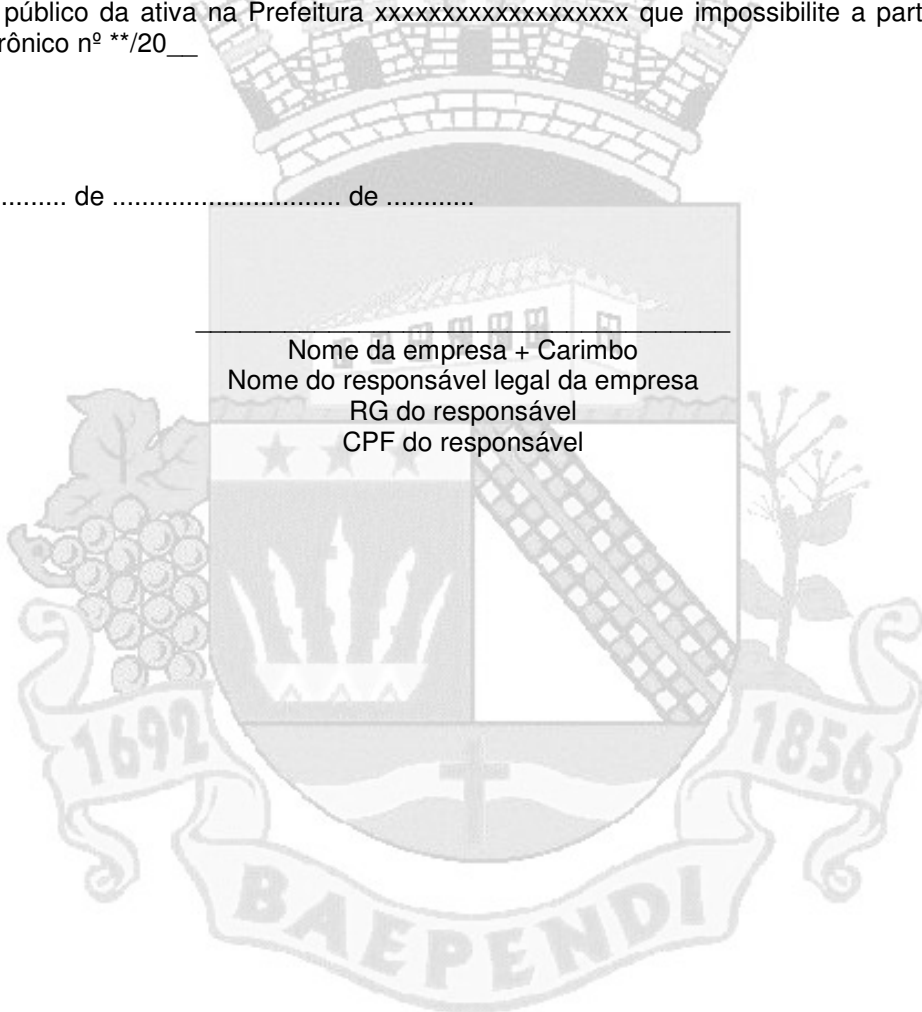 público da ativa na Prefeitura xxxxxxxxxxxxxxxxxxx que impossibilite a part
rônico nº **/20__
......... de ............................... de ............
Nome da empresa + Carimbo
Nome do responsável legal da empresa
RG do responsável
CPF do responsável
1692
1856
BAEPENDI